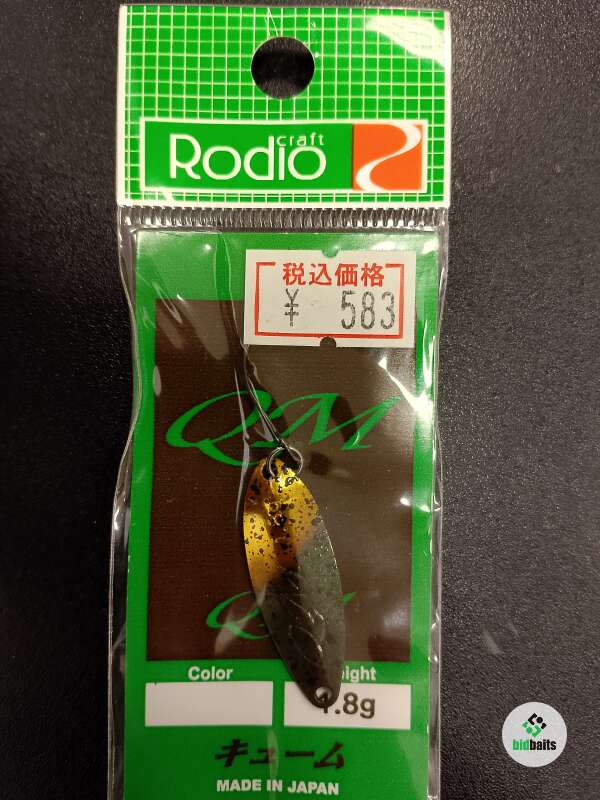 Rodio craft
税込価格
¥ 583
QM
QM
Color
1.8g
キューム
MADE IN JAPAN
bidbaits